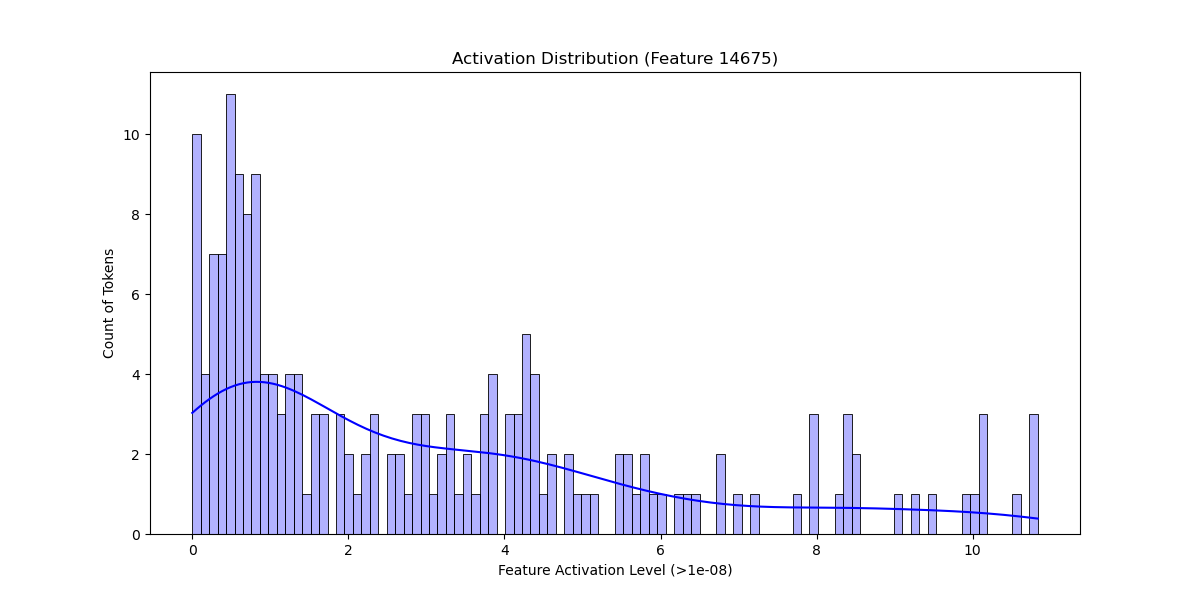 Activation Distribution (Feature 14675)
Count of Tokens
10
8
6
4
2
0
0 2 4 6 8 10
Feature Activation Level (>1e-08)